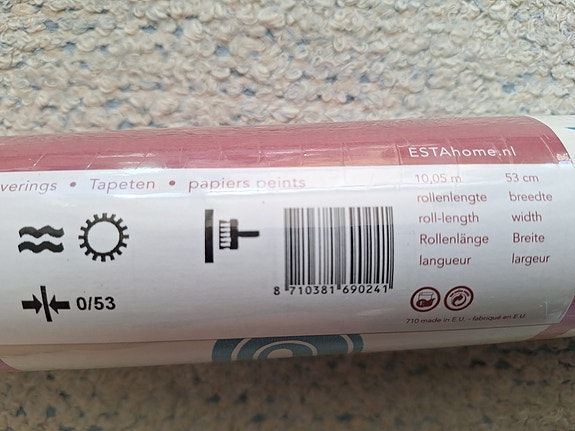 ESTAhome.nl
verings • Tapeten • papiers peints
10,05 m 53 cm
rollenlengte breedte
roll-length width
Rollenlänge Breite
langueur largeur
0/53
8 710381 690241
710 made in E.U. - fabriqué en E.U.